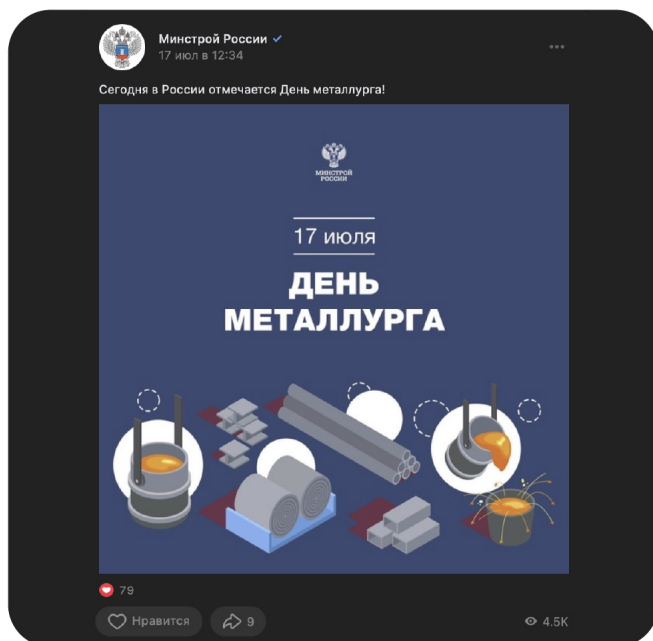 Минстрой России
17 июл в 12:34
Сегодня в России отмечается День металлурга!
МИНСТРОЙ
РОССИИ
17 июля
ДЕНЬ
МЕТАЛЛУРГА
79
Нравится
9
4.5K